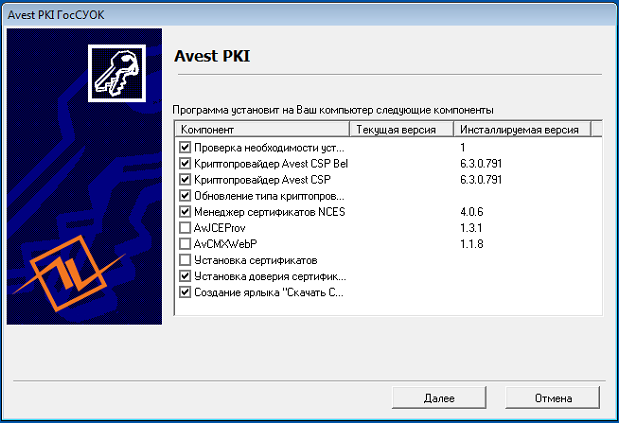 Avest PKI ГосСУОК
Avest PKI
Программа установит на Ваш компьютер следующие компоненты
Компонент Текущая версия Инсталлируемая версия
Проверка необходимости уст... 1
Криптопровайдер Avest CSP Bel 6.3.0.791
Криптопровайдер Avest CSP 6.3.0.791
Обновление типа криптопров...
Менеджер сертификатов NCES 4.0.6
AvJCEProv 1.3.1
AvCMXWebP 1.1.8
Установка сертификатов
Установка доверия сертифик...
Создание ярлыка "Скачать С...
Далее Отмена